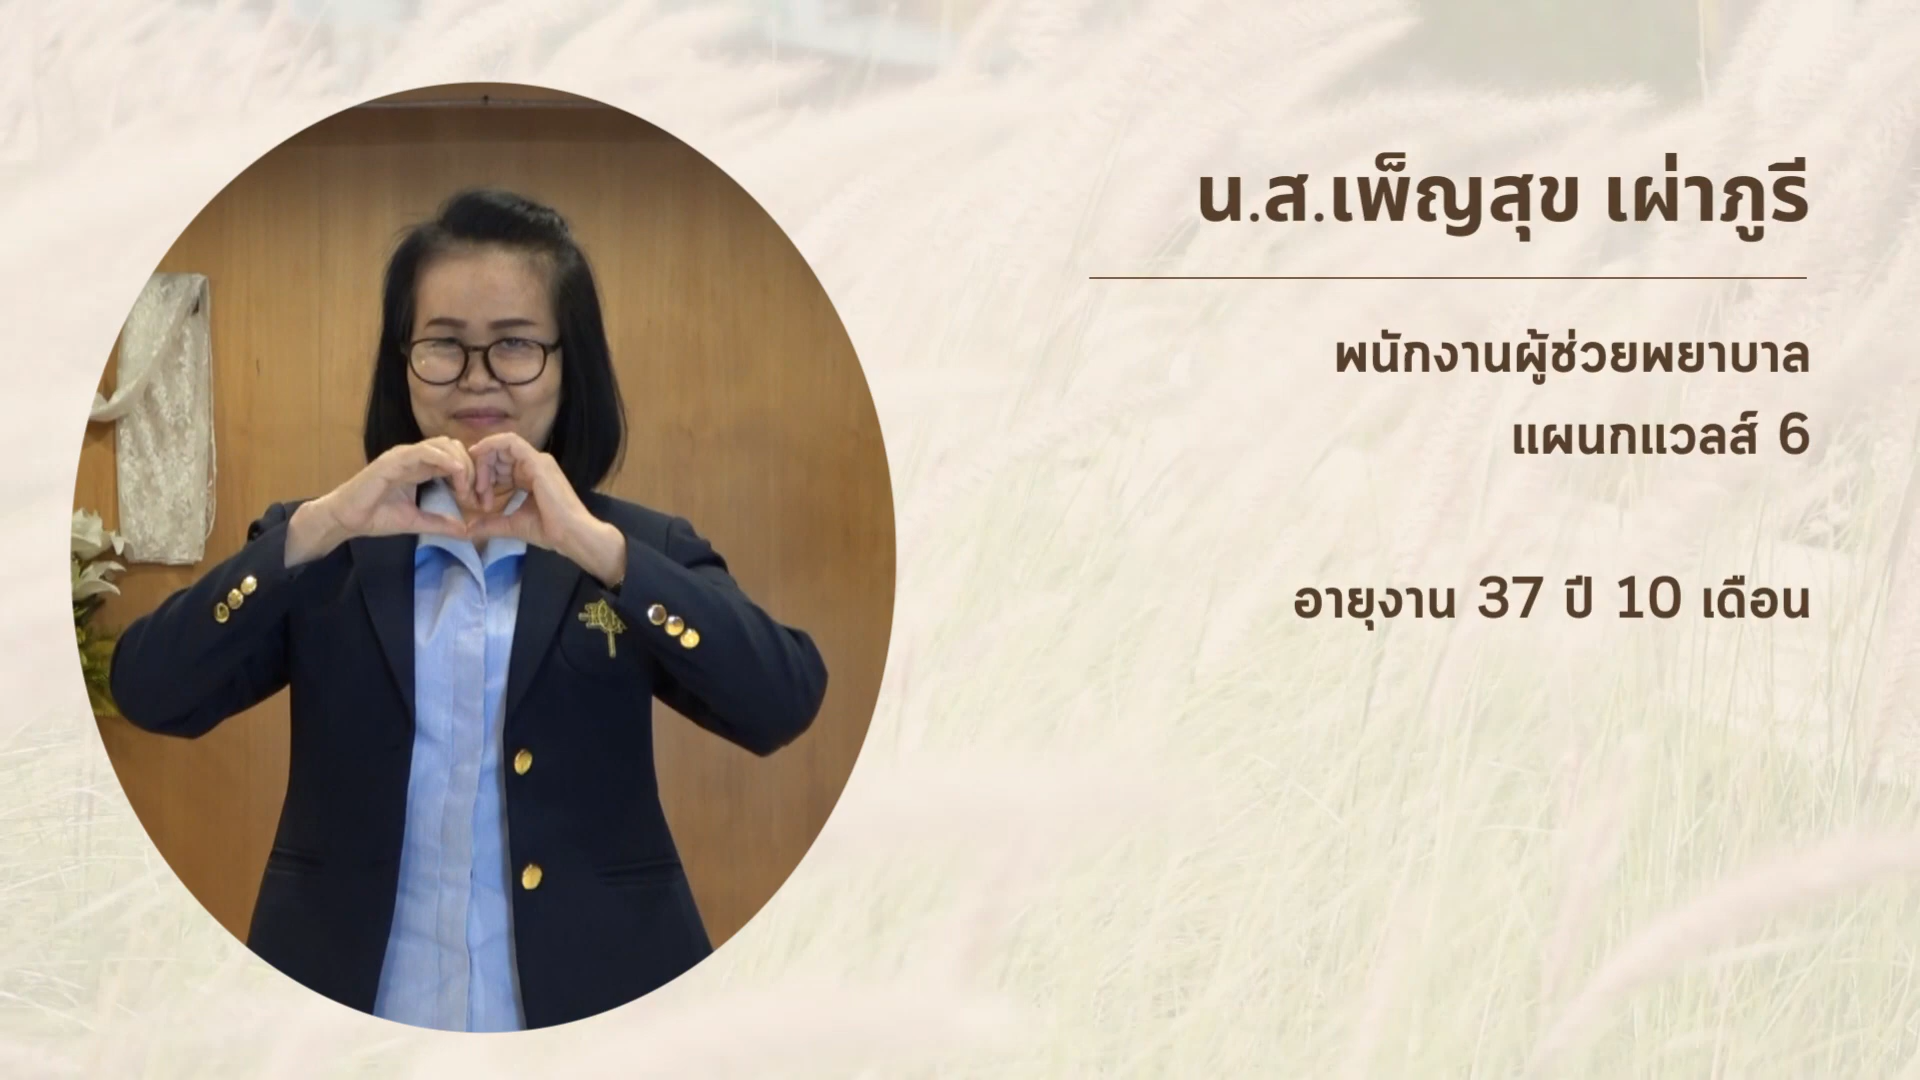 น.ส.เพ็ญสุข เผ่าภูรี
พนักงานผู้ช่วยพยาบาล
แผนกแวลส์ 6
อายุงาน 37 ปี 10 เดือน